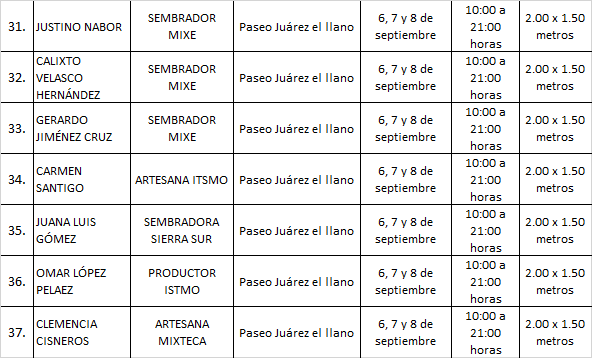 31. JUSTINO NABOR SEMBRADOR MIXE Paseo Juárez el llano 6, 7 y 8 de septiembre 10:00 a 21:00 horas 2.00 x 1.50 metros
32. CALIXTO VELASCO HERNÁNDEZ SEMBRADOR MIXE Paseo Juárez el llano 6, 7 y 8 de septiembre 10:00 a 21:00 horas 2.00 x 1.50 metros
33. GERARDO JIMÉNEZ CRUZ SEMBRADOR MIXE Paseo Juárez el llano 6, 7 y 8 de septiembre 10:00 a 21:00 horas 2.00 x 1.50 metros
34. CARMEN SANTIGO ARTESANA ITSMO Paseo Juárez el llano 6, 7 y 8 de septiembre 10:00 a 21:00 horas 2.00 x 1.50 metros
35. JUANA LUIS GÓMEZ SEMBRADORA SIERRA SUR Paseo Juárez el llano 6, 7 y 8 de septiembre 10:00 a 21:00 horas 2.00 x 1.50 metros
36. OMAR LÓPEZ PELAEZ PRODUCTOR ISTMO Paseo Juárez el llano 6, 7 y 8 de septiembre 10:00 a 21:00 horas 2.00 x 1.50 metros
37. CLEMENCIA CISNEROS ARTESANA MIXTECA Paseo Juárez el llano 6, 7 y 8 de septiembre 10:00 a 21:00 horas 2.00 x 1.50 metros